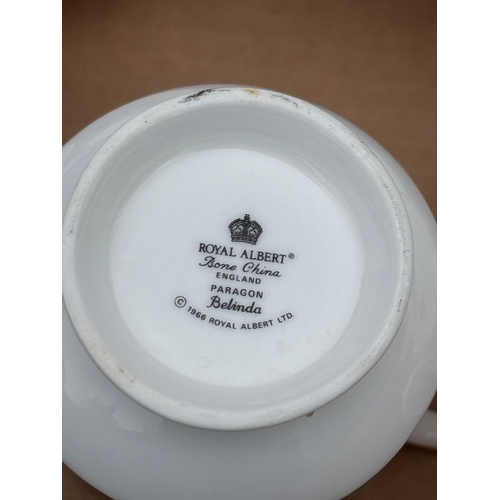 ROYAL ALBERT®
Bone China
ENGLAND
PARAGON
Belinda
© 1966 ROYAL ALBERT LTD.